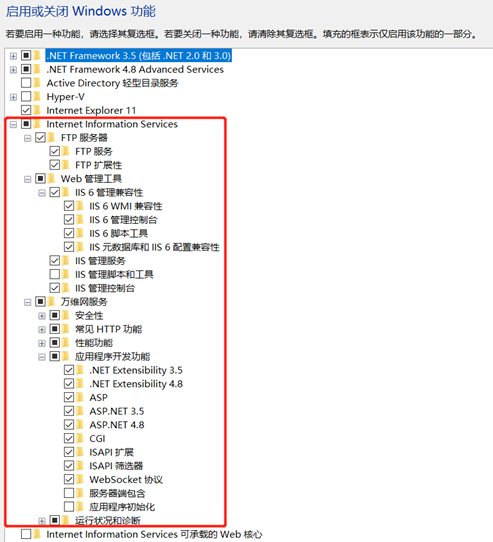 启用或关闭 Windows 功能
若要启用一种功能，请选择其复选框。若要关闭一种功能，请清除其复选框。填充的框表示仅启用该功能的一部分。
.NET Framework 3.5 (包括 .NET 2.0 和 3.0)
.NET Framework 4.8 Advanced Services
Active Directory 轻型目录服务
Hyper-V
Internet Explorer 11
Internet Information Services
FTP 服务器
FTP 服务
FTP 扩展性
Web 管理工具
IIS 6 管理兼容性
IIS 6 WMI 兼容性
IIS 6 管理控制台
IIS 6 脚本工具
IIS 元数据库和 IIS 6 配置兼容性
IIS 管理服务
IIS 管理脚本和工具
IIS 管理控制台
万维网服务
安全性
常见 HTTP 功能
性能功能
应用程序开发功能
.NET Extensibility 3.5
.NET Extensibility 4.8
ASP
ASP.NET 3.5
ASP.NET 4.8
CGI
ISAPI 扩展
ISAPI 筛选器
WebSocket 协议
服务器端包含
应用程序初始化
运行状况和诊断
Internet Information Services 可承载的 Web 核心